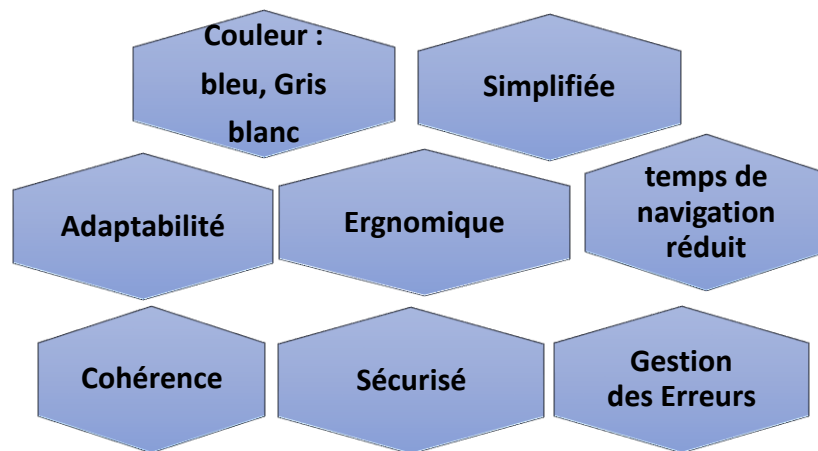 Couleur :
bleu, Gris
blanc
Simplifiée
Adaptabilité
Ergnomique
temps de
navigation
réduit
Cohérence
Sécurisé
Gestion
des Erreurs